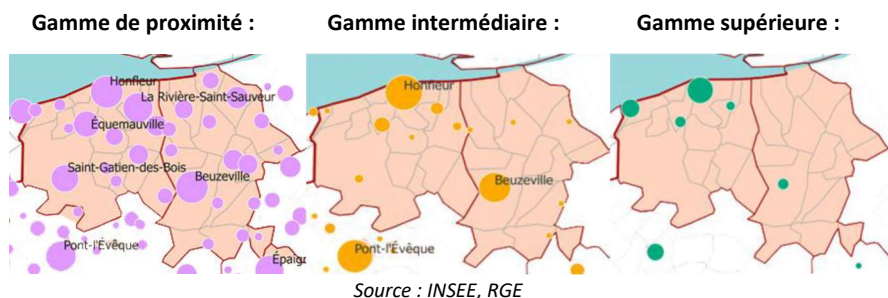 Gamme de proximité : Gamme intermédiaire : Gamme supérieure :
Honfleur
La Rivière-Saint-Sauveur
Équemauville
Saint-Gatien-des-Bois
Beuzeville
Pont-l'Évêque
Épaig
Honfleur
Beuzeville
Pont-l'Évêque
Source : INSEE, RGE